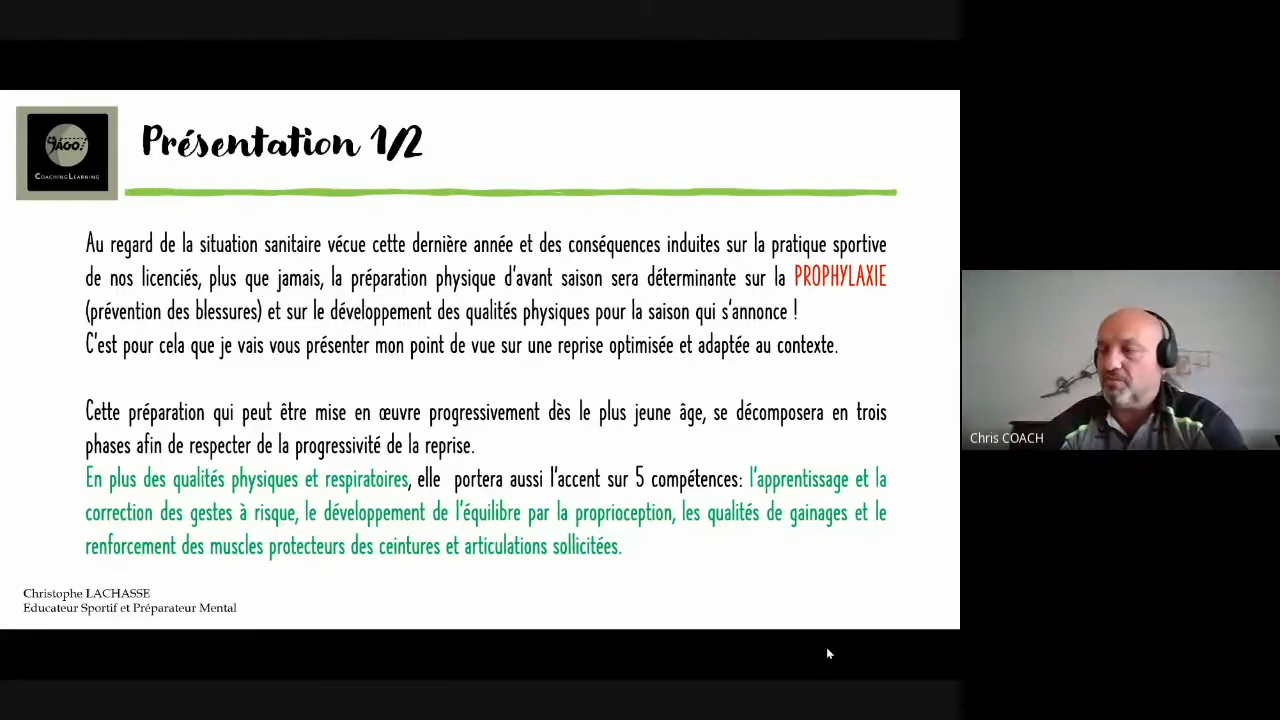 JAGO!
COACHINGLEARNING
Présentation 1/2
Au regard de la situation sanitaire vécue cette dernière année et des conséquences induites sur la pratique sportive
de nos licenciés, plus que jamais, la préparation physique d'avant saison sera déterminante sur la PROPHYLAXIE
(prévention des blessures) et sur le développement des qualités physiques pour la saison qui s'annonce !
C'est pour cela que je vais vous présenter mon point de vue sur une reprise optimisée et adaptée au contexte.
Cette préparation qui peut être mise en œuvre progressivement dès le plus jeune âge, se décomposera en trois
phases afin de respecter de la progressivité de la reprise.
En plus des qualités physiques et respiratoires, elle portera aussi l'accent sur 5 compétences: l'apprentissage et la
correction des gestes à risque, le développement de l'équilibre par la proprioception, les qualités de gainages et le
renforcement des muscles protecteurs des ceintures et articulations sollicitées.
Christophe LACHASSE
Educateur Sportif et Préparateur Mental
Chris COACH